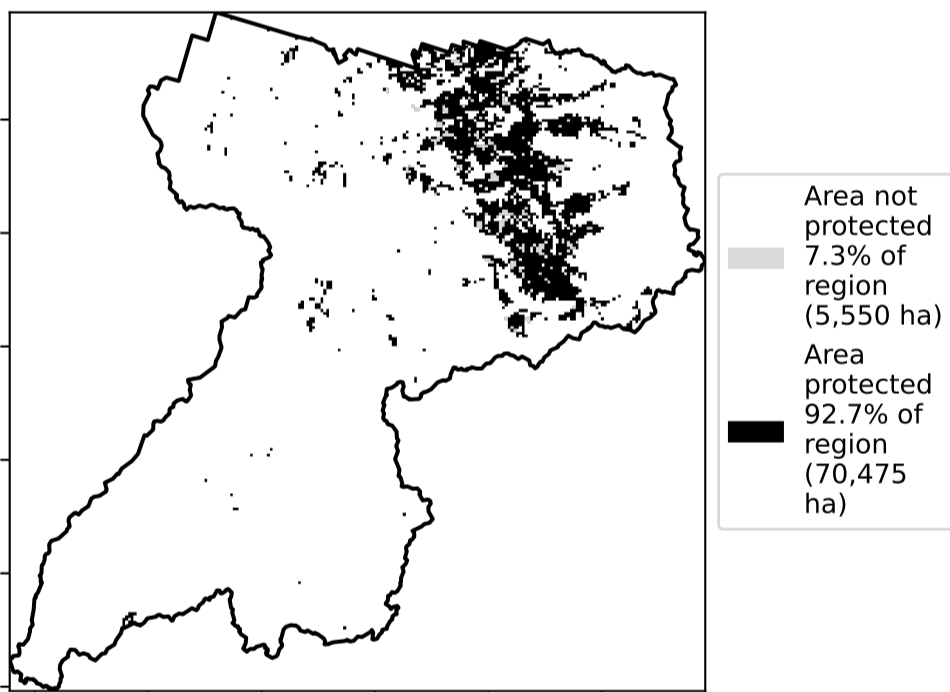 Area not
protected
7.3% of
region
(5,550 ha)
Area
protected
92.7% of
region
(70,475
ha)